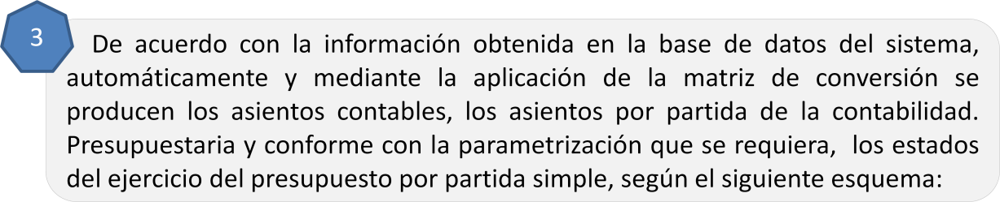 3
De acuerdo con la información obtenida en la base de datos del sistema,
automáticamente y mediante la aplicación de la matriz de conversión se
producen los asientos contables, los asientos por partida de la contabilidad.
Presupuestaria y conforme con la parametrización que se requiera, los estados
del ejercicio del presupuesto por partida simple, según el siguiente esquema: